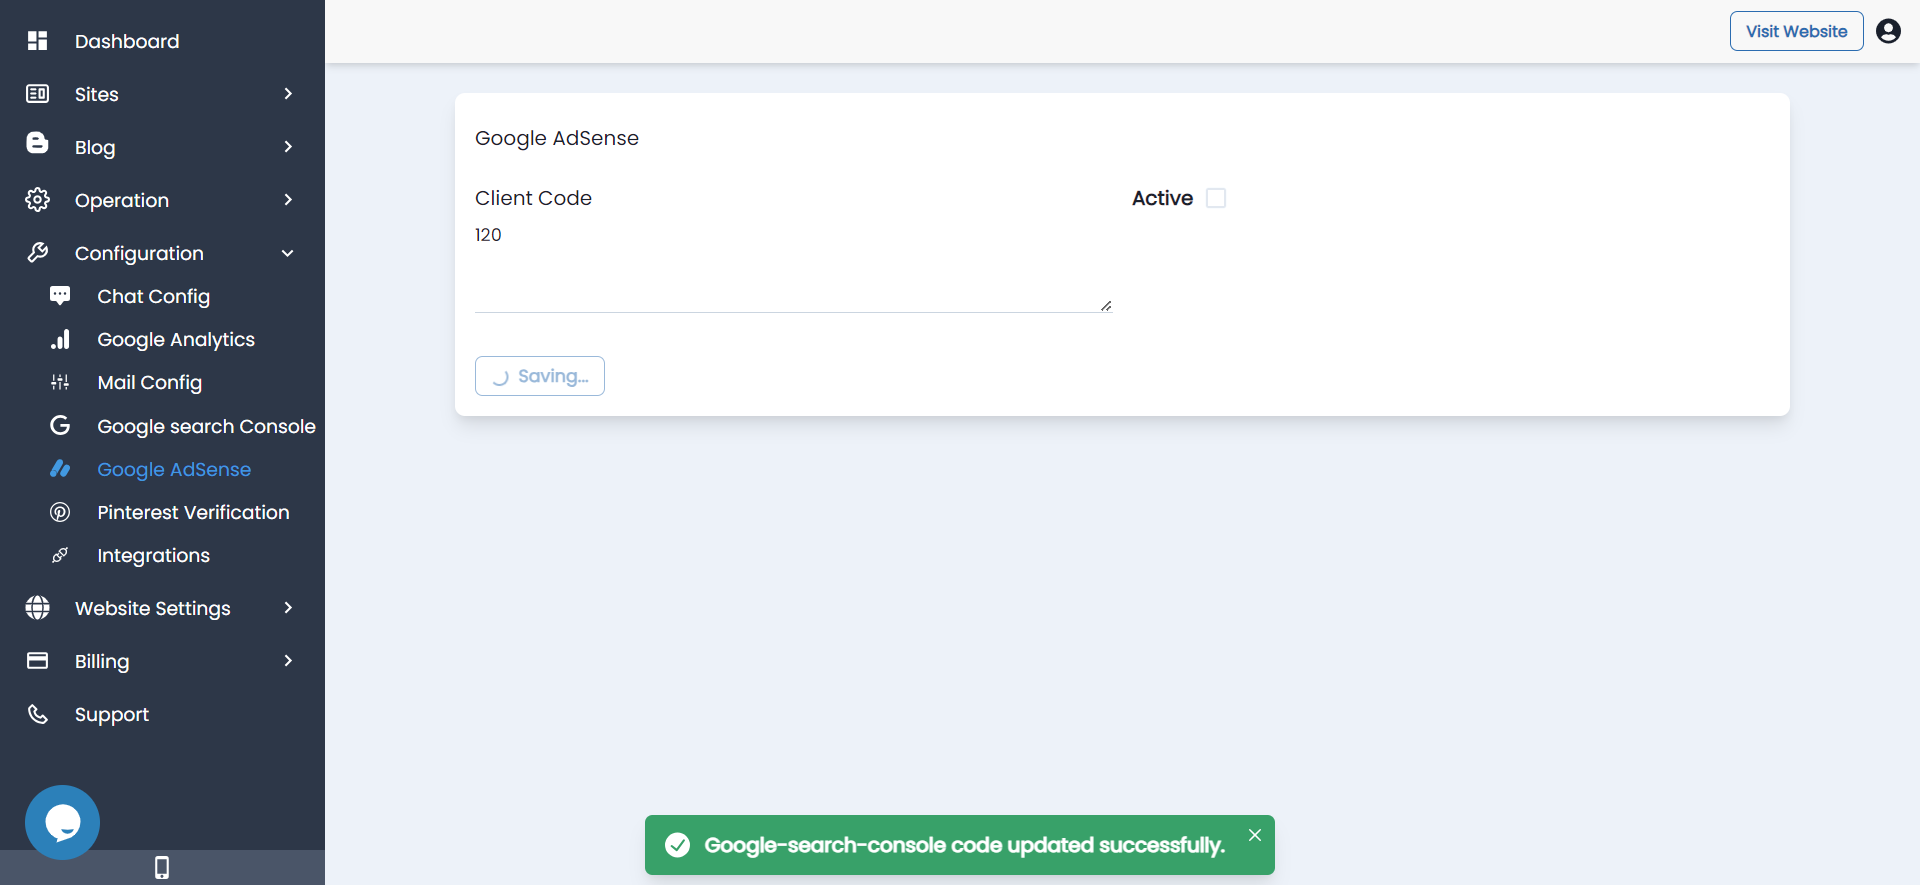 Dashboard
Sites
Blog
Operation
Configuration
Chat Config
Google Analytics
Mail Config
Google search Console
Google AdSense
Pinterest Verification
Integrations
Website Settings
Billing
Support
Visit Website
Google AdSense
Client Code
Active
120
Saving...
Google-search-console code updated successfully.